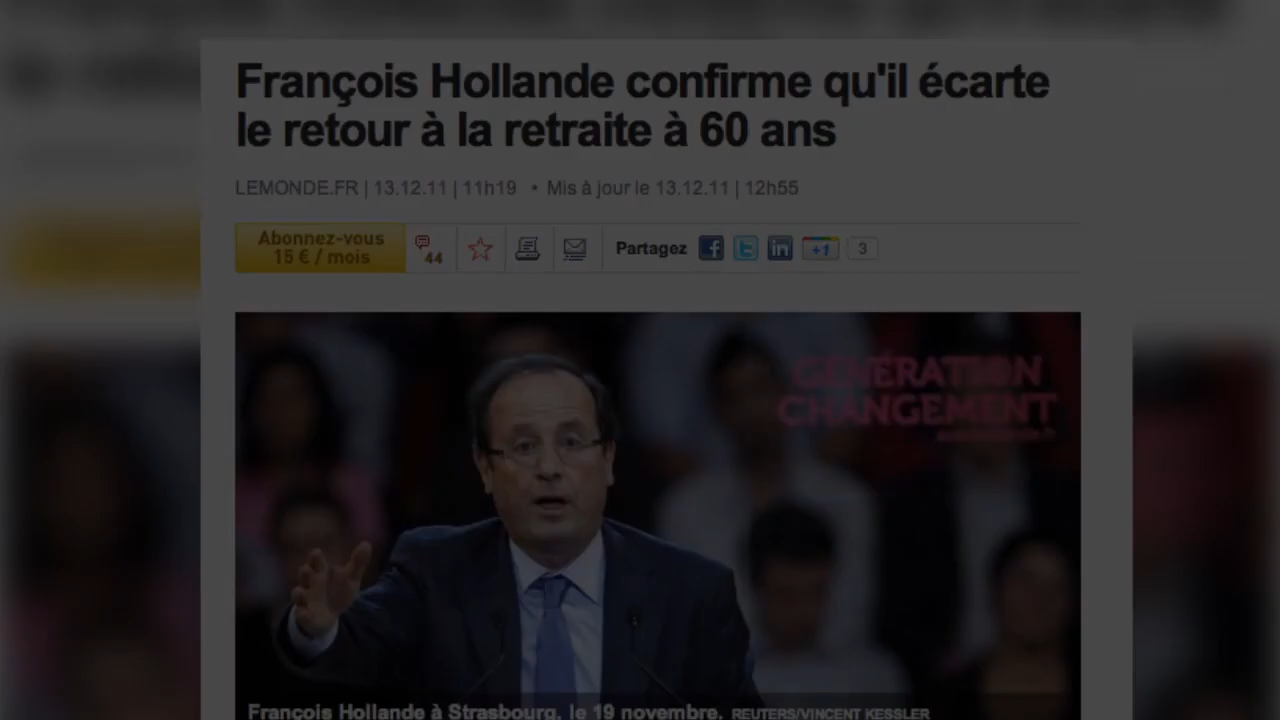 François Hollande confirme qu'il écarte
le retour à la retraite à 60 ans
LEMONDE.FR | 13.12.11 | 11h19 • Mis à jour le 13.12.11 | 12h55
Abonnez-vous
15 € / mois
44
Partagez
+1
3
GÉNÉRATION
CHANGEMENT
François Hollande à Strasbourg, le 19 novembre. REUTERS/VINCENT KESSLER